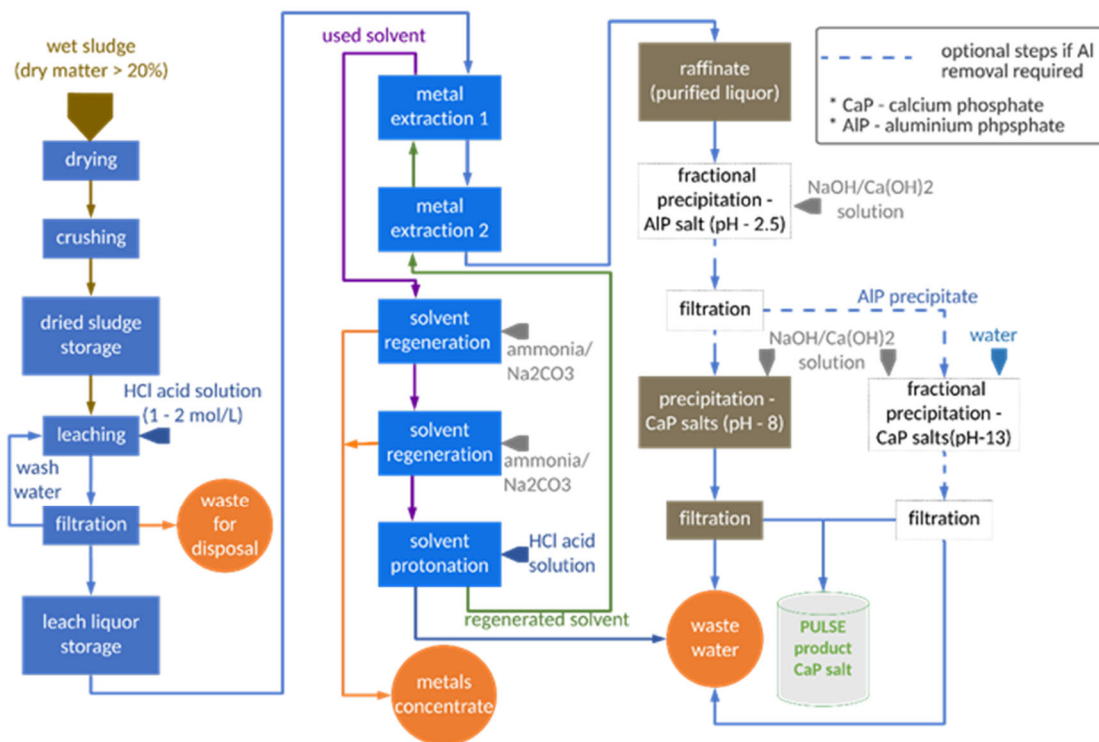 wet sludge
(dry matter > 20%)
drying
crushing
dried sludge
storage
HCl acid solution
(1 - 2 mol/L)
leaching
wash
water
filtration
waste
for
disposal
leach liquor
storage
used solvent
metal
extraction 1
metal
extraction 2
solvent
regeneration
ammonia/
Na2CO3
solvent
regeneration
ammonia/
Na2CO3
solvent
protonation
HCl acid
solution
regenerated solvent
metals
concentrate
raffinate
(purified liquor)
fractional
precipitation -
AlP salt (pH - 2.5)
NaOH/Ca(OH)2
solution
filtration
AlP precipitate
NaOH/Ca(OH)2
solution
water
precipitation -
CaP salts (pH - 8)
fractional
precipitation -
CaP salts(pH-13)
filtration
filtration
waste
water
PULSE
product
CaP salt
optional steps if Al
removal required
* CaP - calcium phosphate
* AlP - aluminium phpsphate